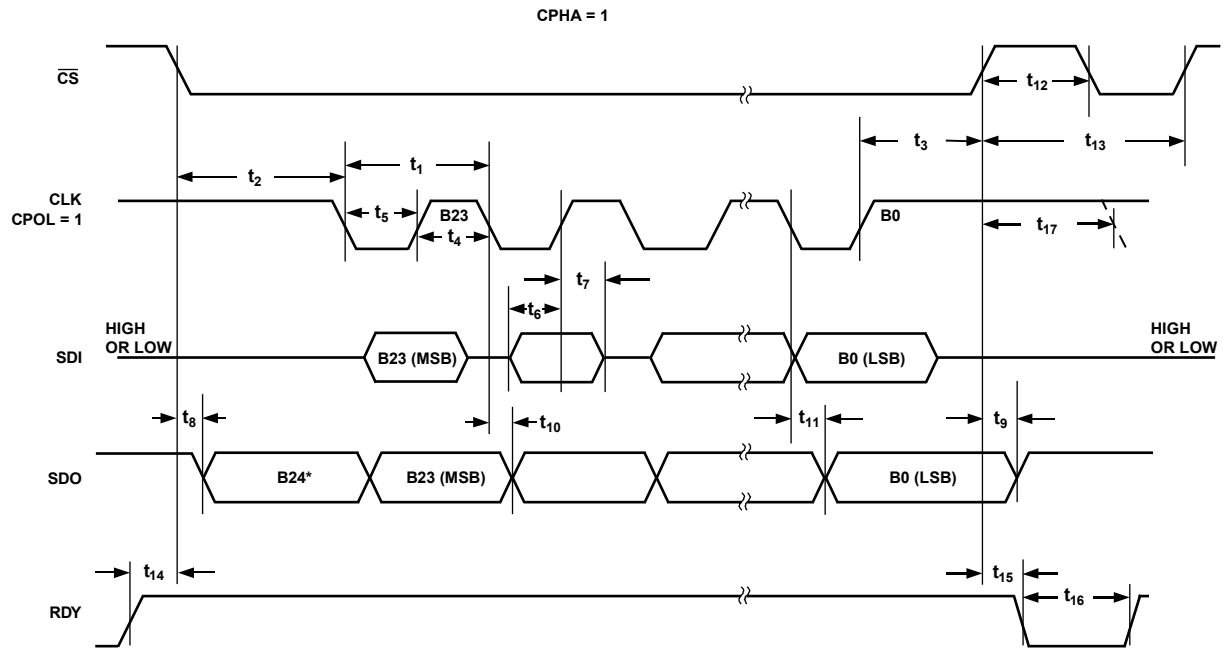 CPHA = 1
CS
t12
t3
t13
t1
t2
CLK
CPOL = 1
t5
B23
t4
B0
t17
t7
t6
HIGH
OR LOW
SDI
B23 (MSB)
B0 (LSB)
HIGH
OR LOW
t8
t10
t11
t9
SDO
B24*
B23 (MSB)
B0 (LSB)
t14
t15
t16
RDY